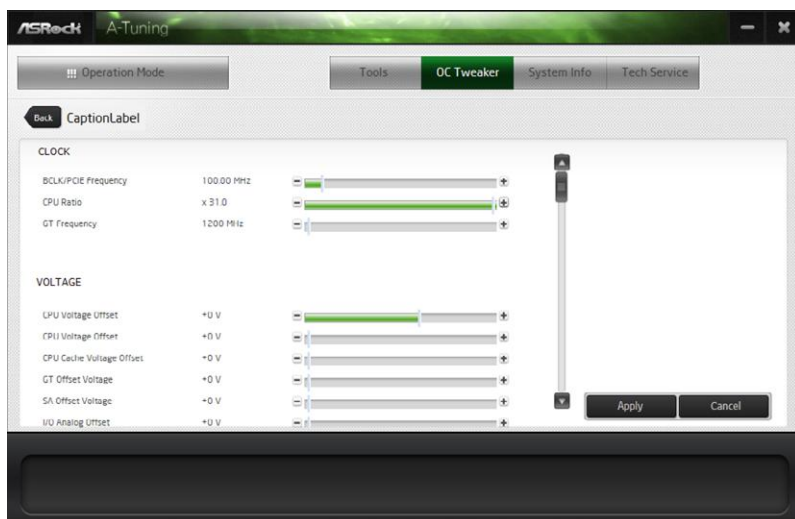 ASRock A-Tuning
Operation Mode Tools OC Tweaker System Info Tech Service
Back CaptionLabel
CLOCK
BCLK/PCIE Frequency 100.00 MHz
CPU Ratio x 31.0
GT Frequency 1200 MHz
VOLTAGE
CPU Voltage Offset +0 V
CPU Voltage Offset +0 V
CPU Cache Voltage Offset +0 V
GT Offset Voltage +0 V
SA Offset Voltage +0 V
I/O Analog Offset +0 V
Apply Cancel